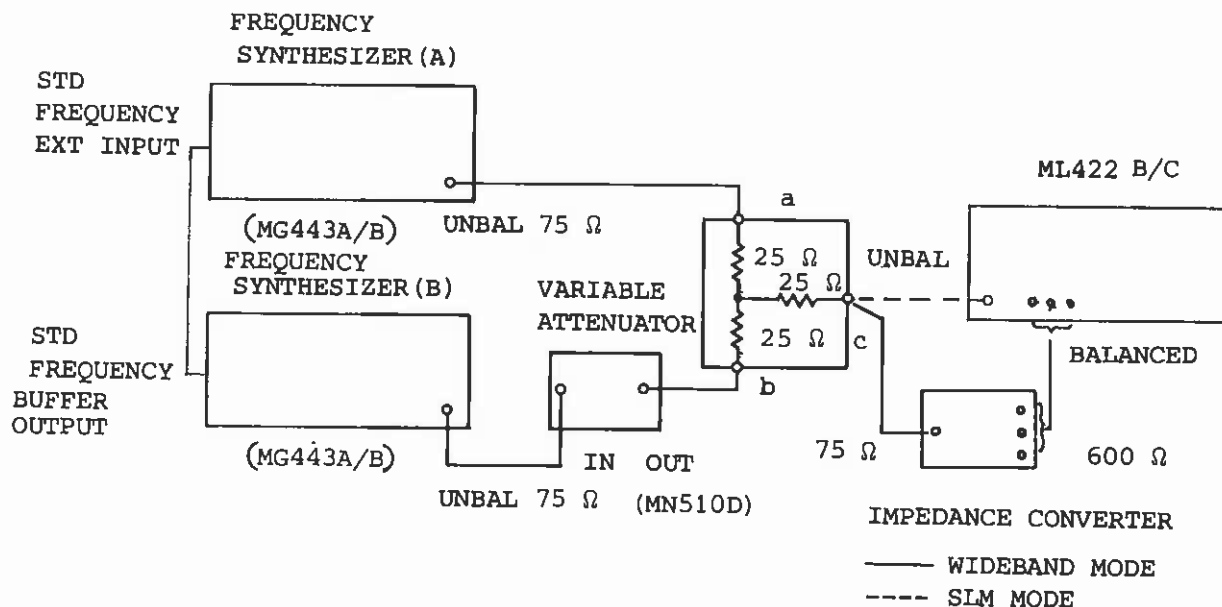 FREQUENCY
SYNTHESIZER(A)
STD
FREQUENCY
EXT INPUT
(MG443A/B)
UNBAL 75 Ω
FREQUENCY
SYNTHESIZER(B)
STD
FREQUENCY
BUFFER
OUTPUT
(MG443A/B)
UNBAL 75 Ω
VARIABLE
ATTENUATOR
IN OUT
(MN510D)
a
25 Ω
25 Ω
25 Ω
b
c
UNBAL
ML422 B/C
BALANCED
75 Ω
600 Ω
IMPEDANCE CONVERTER
WIDEBAND MODE
SLM MODE